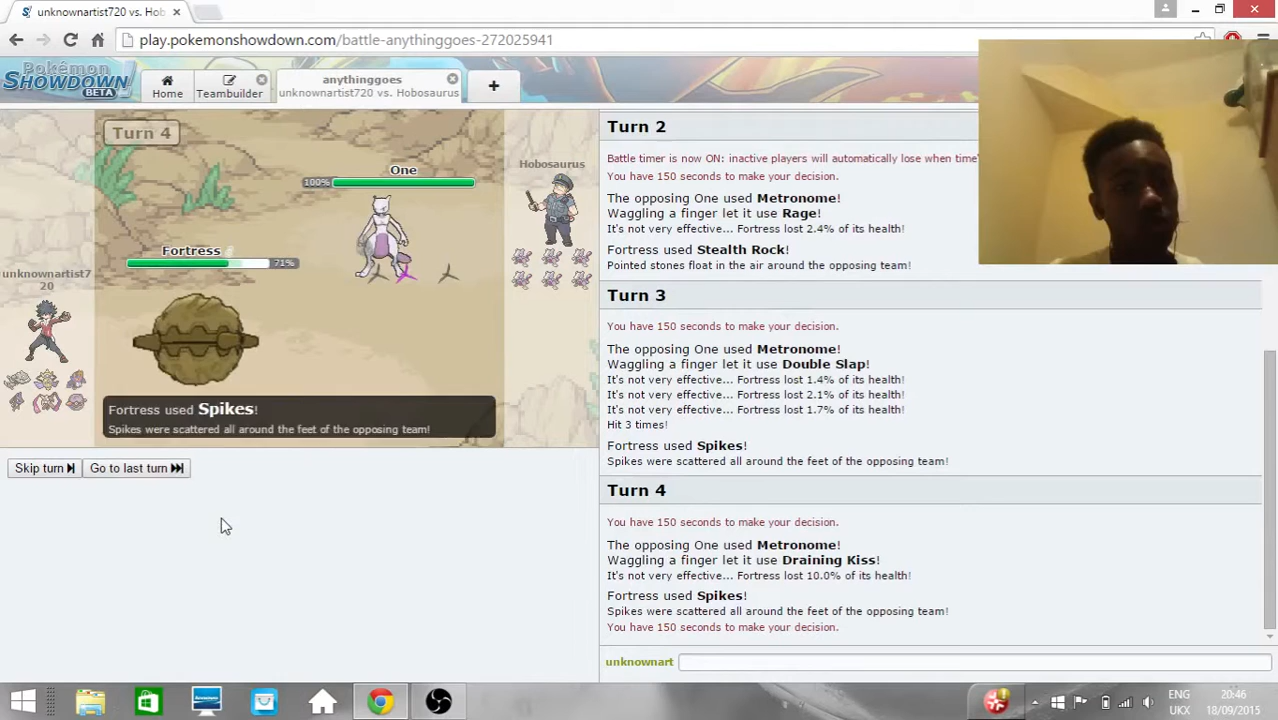 unknownartist720 vs. Hob
play.pokemonshowdown.com/battle-anythinggoes-272025941
Pokémon
SHOWDOWN
BETA
Home
Teambuilder
anythinggoes
unknownartist720 vs. Hobosaurus
Turn 4
One
100%
Hobosaurus
Fortress
71%
unknownartist7
20
Fortress used Spikes!
Spikes were scattered all around the feet of the opposing team!
Skip turn
Go to last turn
Turn 2
Battle timer is now ON: inactive players will automatically lose when time'
You have 150 seconds to make your decision.
The opposing One used Metronome!
Waggling a finger let it use Rage!
It's not very effective... Fortress lost 2.4% of its health!
Fortress used Stealth Rock!
Pointed stones float in the air around the opposing team!
Turn 3
You have 150 seconds to make your decision.
The opposing One used Metronome!
Waggling a finger let it use Double Slap!
It's not very effective... Fortress lost 1.4% of its health!
It's not very effective... Fortress lost 2.1% of its health!
It's not very effective... Fortress lost 1.7% of its health!
Hit 3 times!
Fortress used Spikes!
Spikes were scattered all around the feet of the opposing team!
Turn 4
You have 150 seconds to make your decision.
The opposing One used Metronome!
Waggling a finger let it use Draining Kiss!
It's not very effective... Fortress lost 10.0% of its health!
Fortress used Spikes!
Spikes were scattered all around the feet of the opposing team!
You have 150 seconds to make your decision.
unknownart
ENG
UKX
20:46
18/09/2015